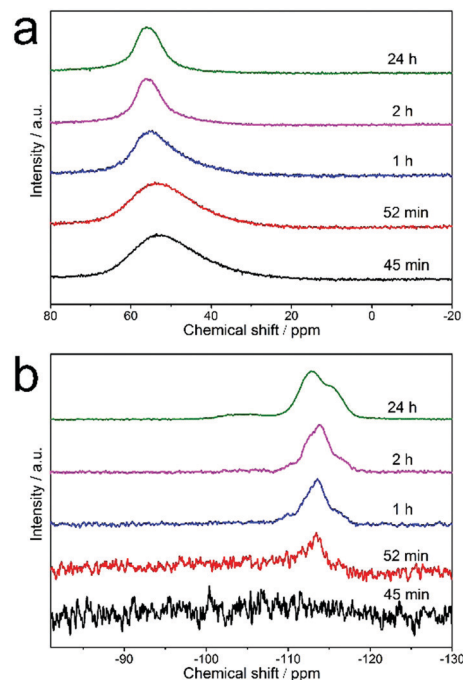 a
24 h
2 h
1 h
52 min
45 min
Intensity / a.u.
80 60 40 20 0 -20
Chemical shift / ppm
b
24 h
2 h
1 h
52 min
45 min
Intensity / a.u.
-90 -100 -110 -120 -130
Chemical shift / ppm